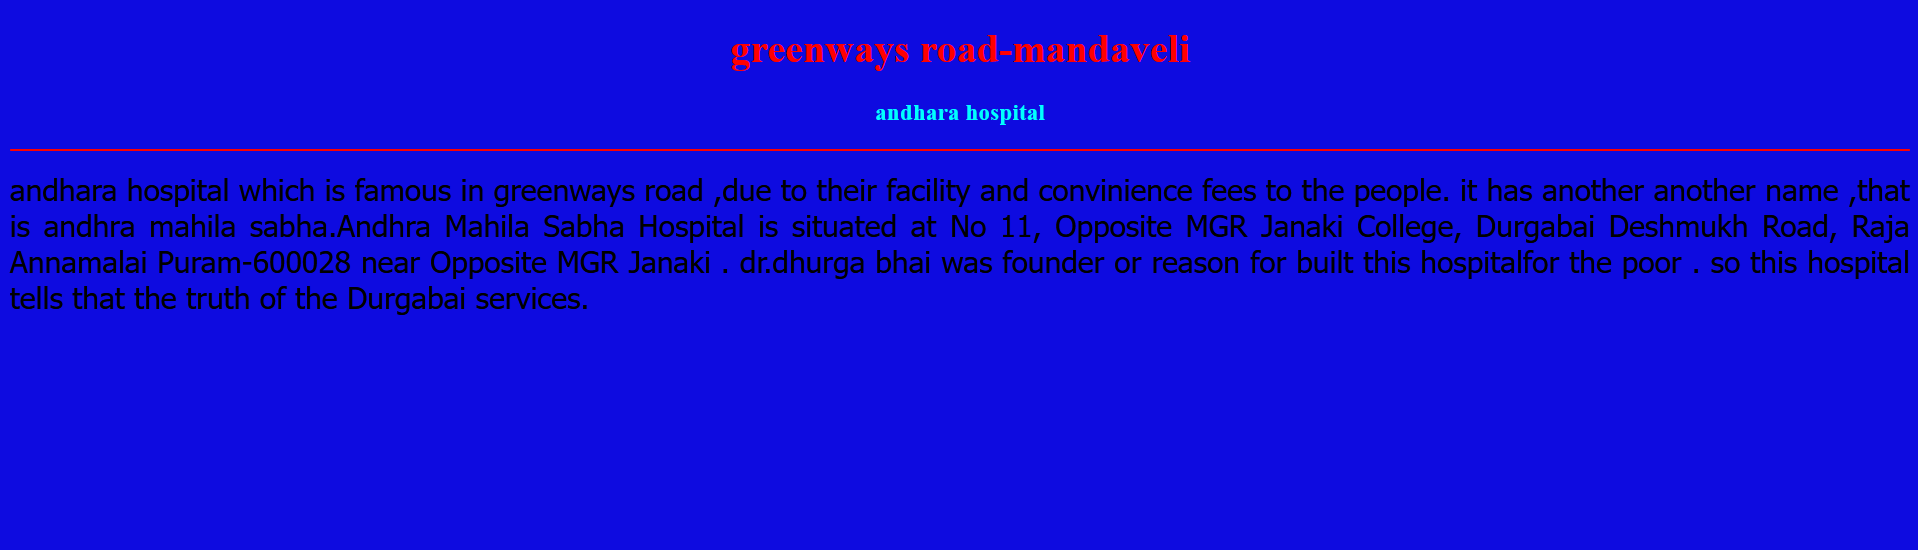 greenways road-mandaveli
andhara hospital
andhara hospital which is famous in greenways road ,due to their facility and convinience fees to the people. it has another another name ,that
is andhra mahila sabha.Andhra Mahila Sabha Hospital is situated at No 11, Opposite MGR Janaki College, Durgabai Deshmukh Road, Raja
Annamalai Puram-600028 near Opposite MGR Janaki . dr.dhurga bhai was founder or reason for built this hospitalfor the poor . so this hospital
tells that the truth of the Durgabai services.